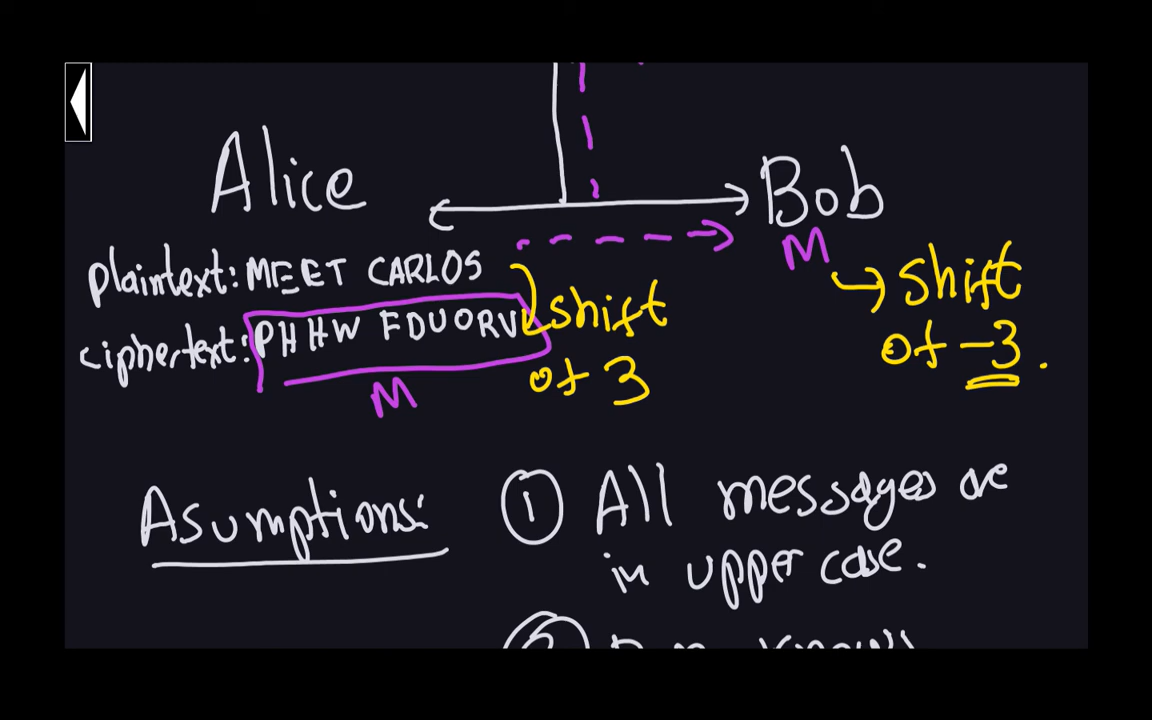 Alice
Bob
plaintext: MEET CARLOS
M
shift
of -3.
ciphertext: PHHW FDUORV
shift
of 3
M
Asumptions:
① All messages are
in upper case.